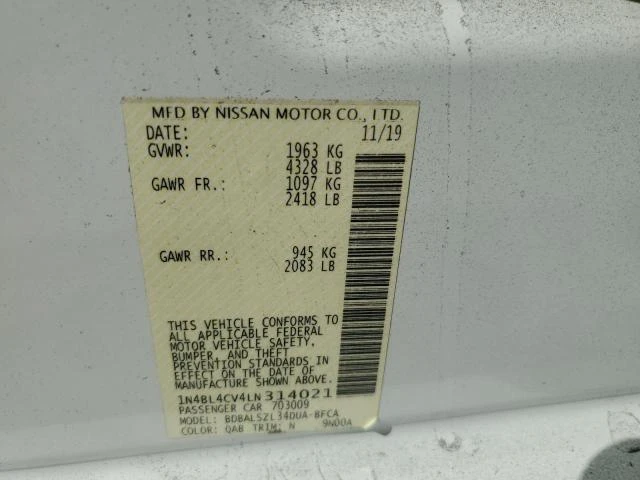 MFD BY NISSAN MOTOR CO., LTD.
DATE: 11/19
GVWR: 1963 KG
4328 LB
GAWR FR.: 1097 KG
2418 LB
GAWR RR.: 945 KG
2083 LB
THIS VEHICLE CONFORMS TO
ALL APPLICABLE FEDERAL
MOTOR VEHICLE SAFETY,
BUMPER, AND THEFT
PREVENTION STANDARDS IN
EFFECT ON THE DATE OF
MANUFACTURE SHOWN ABOVE.
1N4BL4CV4LN314021
PASSENGER CAR 703009
MODEL: BDBALSZL34DUA-BFCA
COLOR: QAB TRIM: N 9N00A